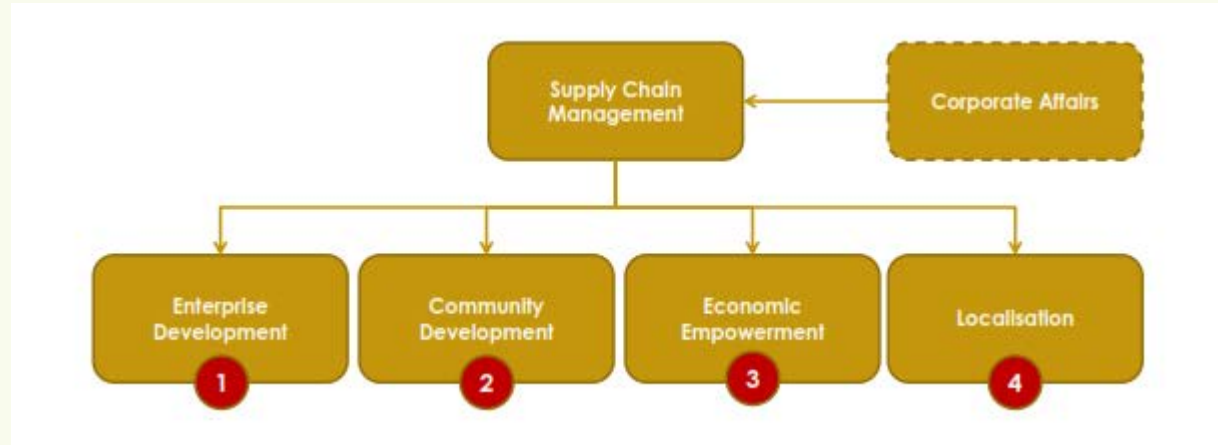 Supply Chain
Management
Corporate Affairs
Enterprise
Development
Community
Development
Economic
Empowerment
Localisation
1
2
3
4